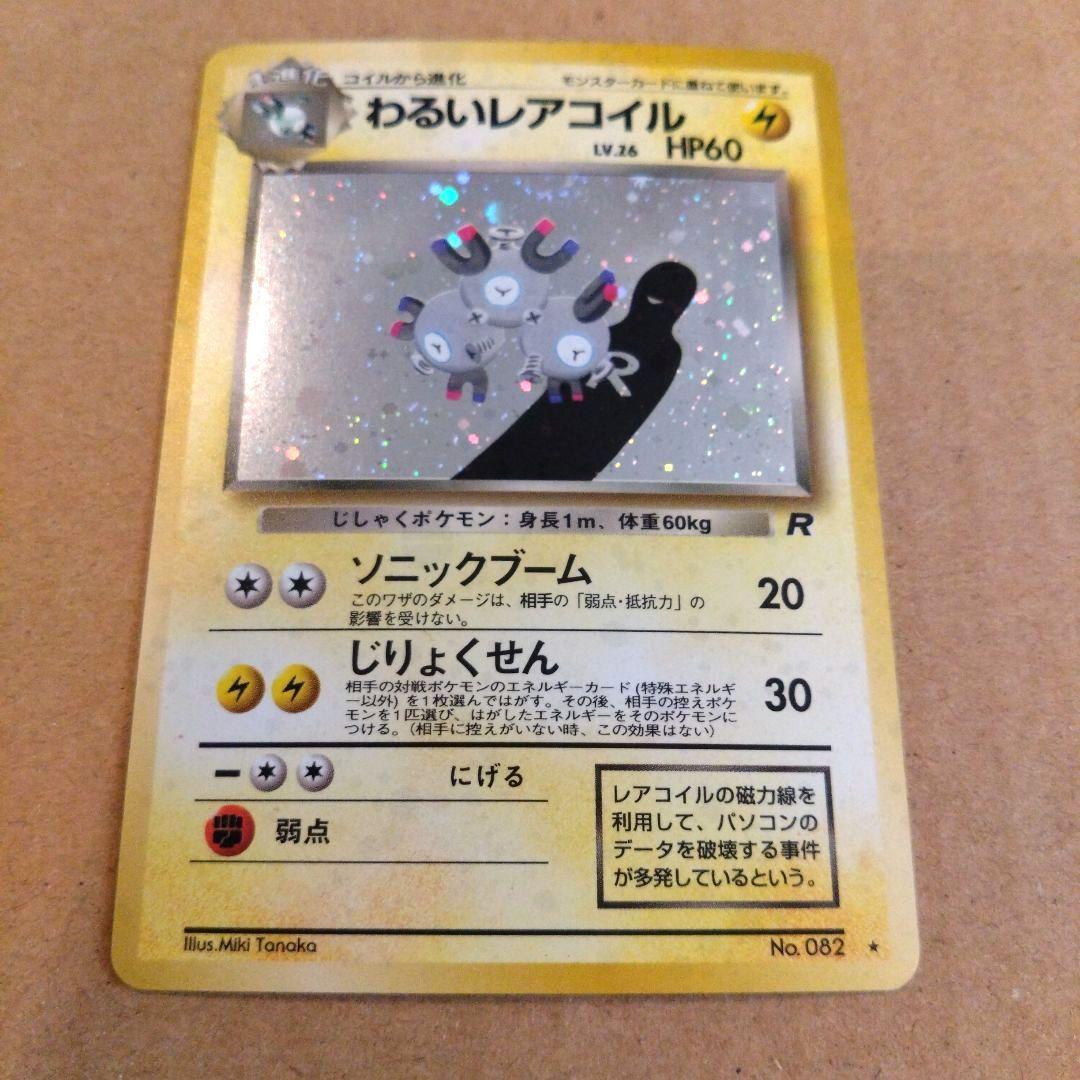 進化
コイルから進化
モンスターカードに重ねて使います。
わるいレアコイル
LV.26 HP60
R
じしゃくポケモン:身長1m、体重60kg
R
ソニックブーム
20
このワザのダメージは、相手の「弱点・抵抗力」の
影響を受けない。
じりょくせん
30
相手の対戦ポケモンのエネルギーカード(特殊エネルギ
ー以外)を1枚選んではがす。その後、相手の控えポケ
モンを1匹選び、はがしたエネルギーをそのポケモンに
つける。(相手に控えがいない時、この効果はない)
にげる
弱点
レアコイルの磁力線を
利用して、パソコンの
データを破壊する事件
が多発しているという。
Illus.Miki Tanaka
No. 082 ★